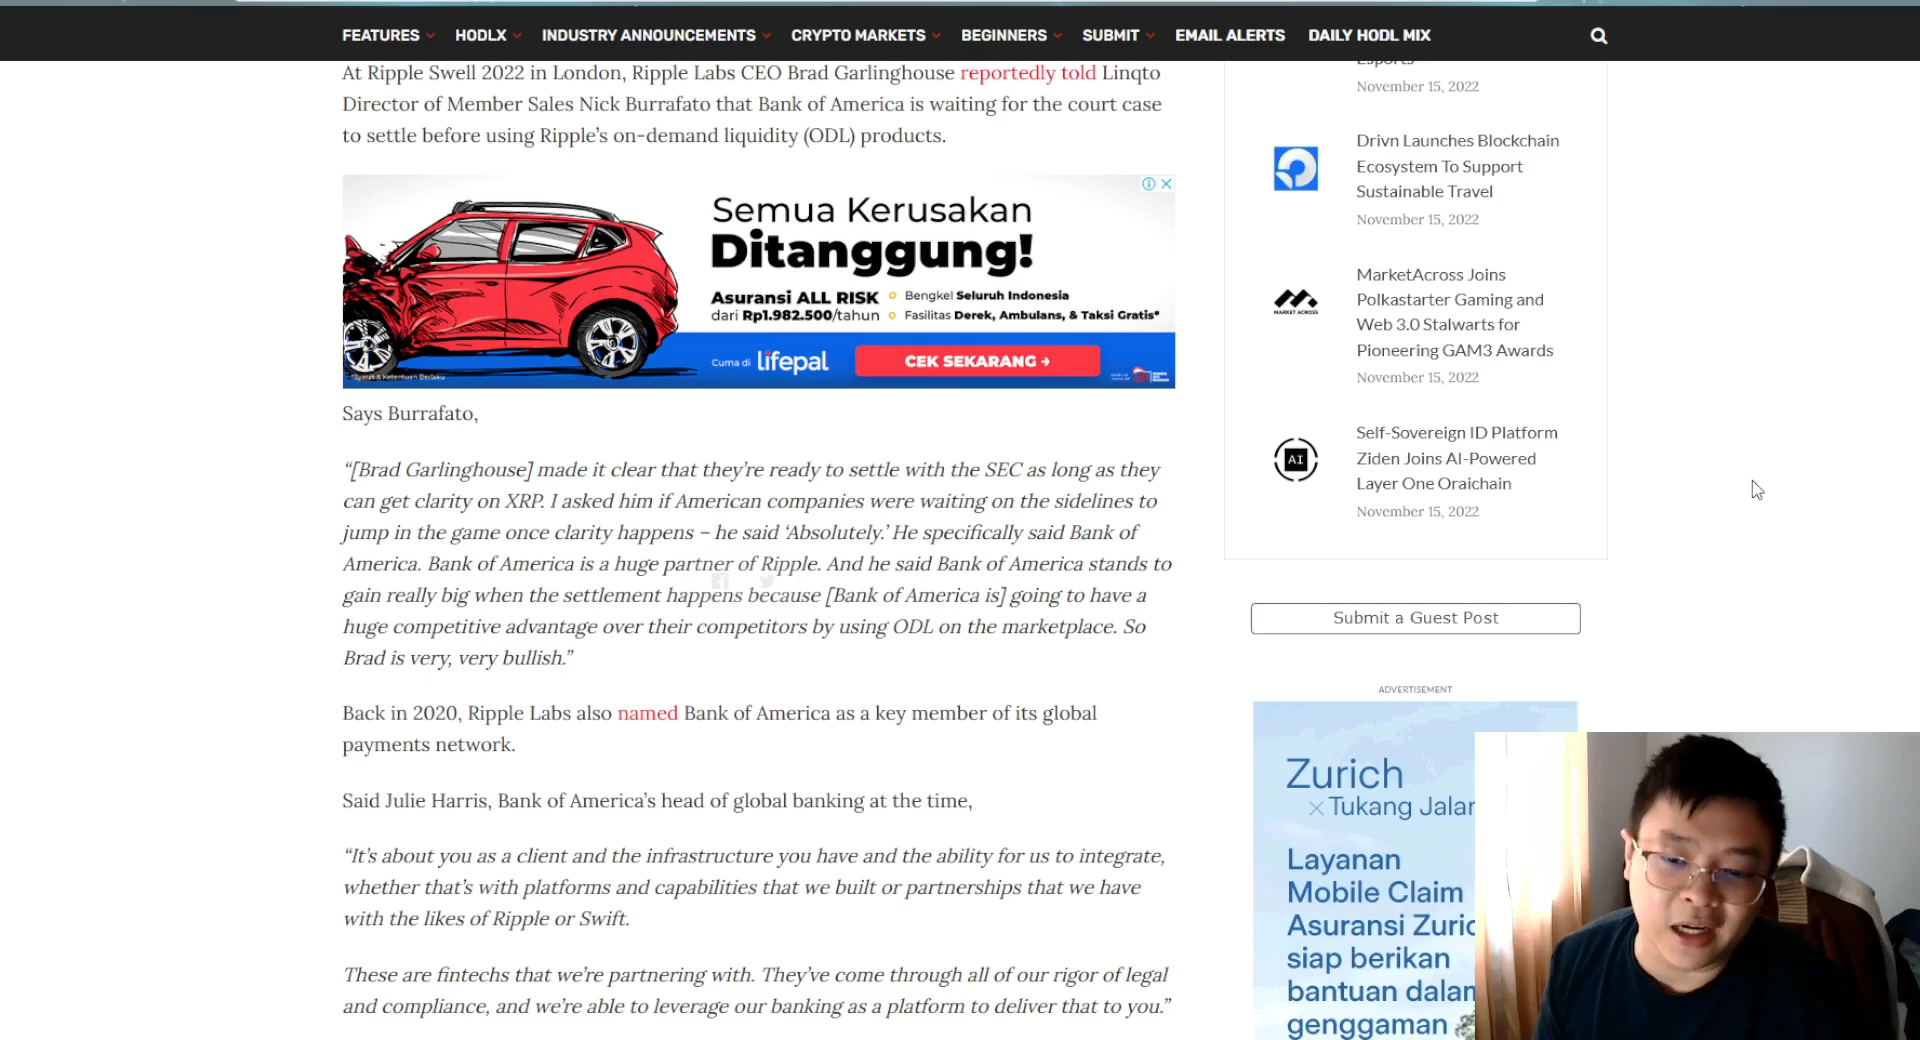 FEATURES HODLX INDUSTRY ANNOUNCEMENTS CRYPTO MARKETS BEGINNERS SUBMIT EMAIL ALERTS DAILY HODL MIX
At Ripple Swell 2022 in London, Ripple Labs CEO Brad Garlinghouse reportedly told Linqto
Director of Member Sales Nick Burrafato that Bank of America is waiting for the court case
to settle before using Ripple's on-demand liquidity (ODL) products.
Semua Kerusakan
Ditanggung!
Asuransi ALL RISK
dari Rp1.982.500/tahun
Bengkel Seluruh Indonesia
Fasilitas Derek, Ambulans, & Taksi Gratis*
Cuma di lifepal
CEK SEKARANG →
*Syarat & Ketentuan Berlaku
Says Burrafato,
“[Brad Garlinghouse] made it clear that they're ready to settle with the SEC as long as they
can get clarity on XRP. I asked him if American companies were waiting on the sidelines to
jump in the game once clarity happens – he said ‘Absolutely.’ He specifically said Bank of
America. Bank of America is a huge partner of Ripple. And he said Bank of America stands to
gain really big when the settlement happens because [Bank of America is] going to have a
huge competitive advantage over their competitors by using ODL on the marketplace. So
Brad is very, very bullish.”
Back in 2020, Ripple Labs also named Bank of America as a key member of its global
payments network.
Said Julie Harris, Bank of America's head of global banking at the time,
“It's about you as a client and the infrastructure you have and the ability for us to integrate,
whether that's with platforms and capabilities that we built or partnerships that we have
with the likes of Ripple or Swift.
These are fintechs that we're partnering with. They've come through all of our rigor of legal
and compliance, and we're able to leverage our banking as a platform to deliver that to you.”
Esports
November 15, 2022
Drivn Launches Blockchain
Ecosystem To Support
Sustainable Travel
November 15, 2022
MARKET ACROSS
MarketAcross Joins
Polkastarter Gaming and
Web 3.0 Stalwarts for
Pioneering GAM3 Awards
November 15, 2022
AI
Self-Sovereign ID Platform
Ziden Joins AI-Powered
Layer One Oraichain
November 15, 2022
Submit a Guest Post
ADVERTISEMENT
Zurich
× Tukang Jalan
Layanan
Mobile Claim
Asuransi Zuric
siap berikan
bantuan dalam
genggaman